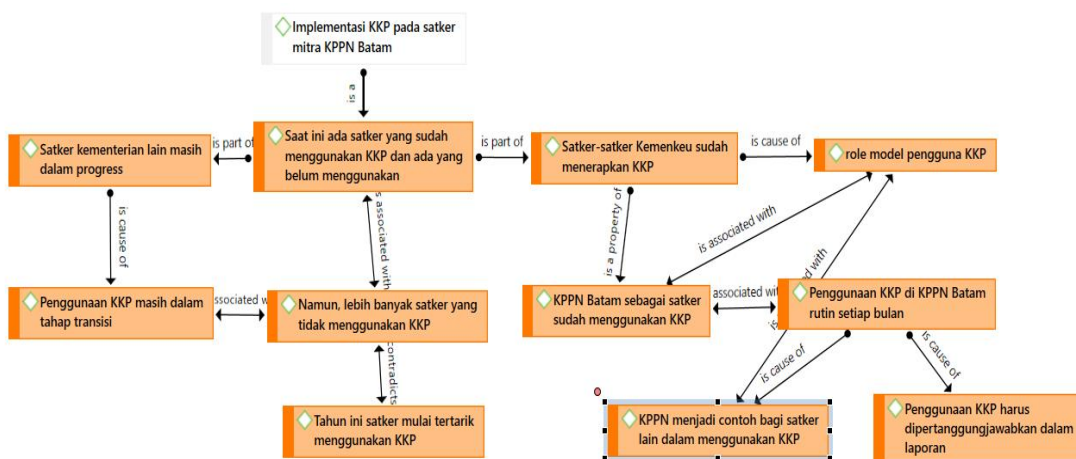 Implementasi KKP pada satker
mitra KPPN Batam
is a
Satker kementerian lain masih
dalam progress
is part of
Saat ini ada satker yang sudah
menggunakan KKP dan ada yang
belum menggunakan
is part of
Satker-satker Kemenkeu sudah
menerapkan KKP
is cause of
role model pengguna KKP
is cause of
s associated with
is a property of
is associated with
with
Penggunaan KKP masih dalam
tahap transisi
ssociated w
Namun, lebih banyak satker yang
tidak menggunakan KKP
KPPN Batam sebagai satker
sudah menggunakan KKP
associated wit
Penggunaan KKP di KPPN Batam
rutin setiap bulan
contradicts
is cause of
is cause of
Tahun ini satker mulai tertarik
menggunakan KKP
KPPN menjadi contoh bagi satker
lain dalam menggunakan KKP
Penggunaan KKP harus
dipertanggungjawabkan dalam
laporan